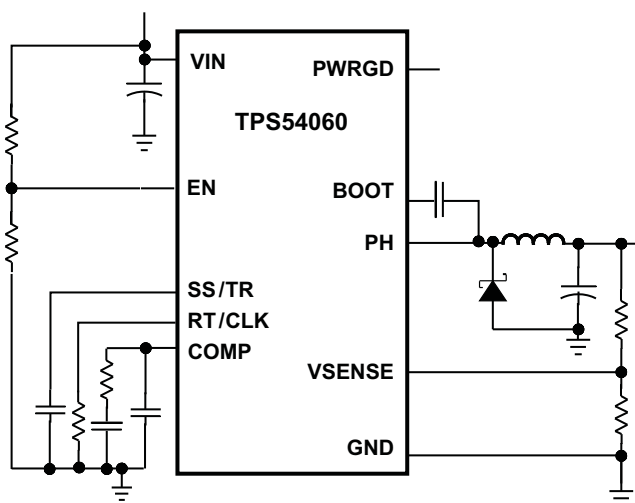 VIN
PWRGD
TPS54060
EN
BOOT
PH
SS/TR
RT/CLK
COMP
VSENSE
GND